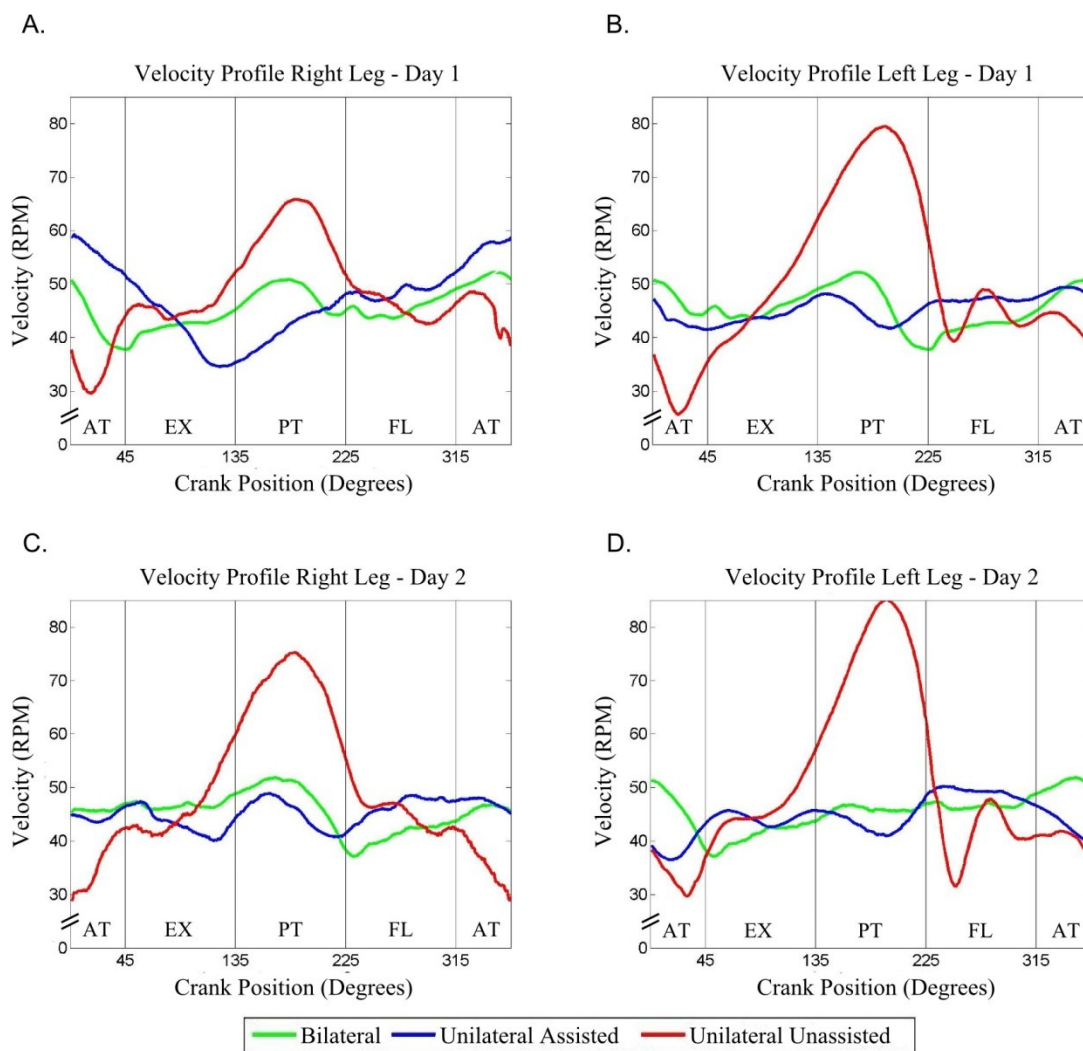 A.
Velocity Profile Right Leg - Day 1
Velocity (RPM)
80
70
60
50
40
30
0
AT EX PT FL AT
45 135 225 315
Crank Position (Degrees)
B.
Velocity Profile Left Leg - Day 1
Velocity (RPM)
80
70
60
50
40
30
0
AT EX PT FL AT
45 135 225 315
Crank Position (Degrees)
C.
Velocity Profile Right Leg - Day 2
Velocity (RPM)
80
70
60
50
40
30
0
AT EX PT FL AT
45 135 225 315
Crank Position (Degrees)
D.
Velocity Profile Left Leg - Day 2
Velocity (RPM)
80
70
60
50
40
30
0
AT EX PT FL AT
45 135 225 315
Crank Position (Degrees)
Bilateral Unilateral Assisted Unilateral Unassisted